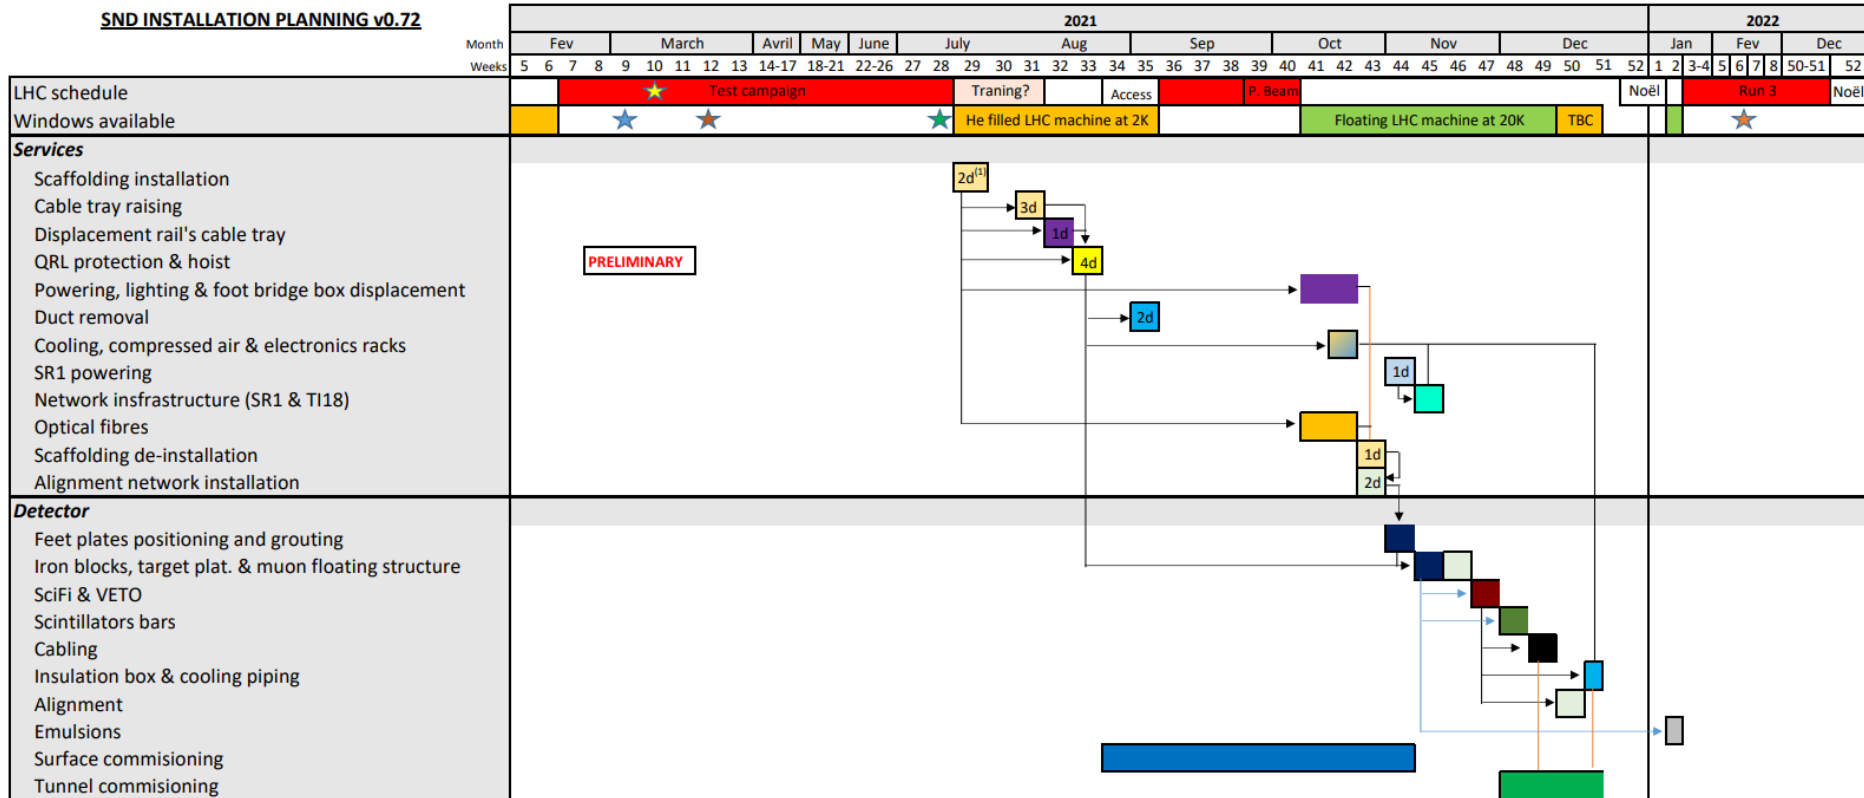 SND INSTALLATION PLANNING v0.72
2021 2022
Month Fev March Avril May June July Aug Sep Oct Nov Dec Jan Fev Dec
Weeks 5 6 7 8 9 10 11 12 13 14-17 18-21 22-26 27 28 29 30 31 32 33 34 35 36 37 38 39 40 41 42 43 44 45 46 47 48 49 50 51 52 1 2 3-4 5 6 7 8 50-51 52
LHC schedule Test campaign Traning? Access P. Beam Noël Run 3 Noël
Windows available He filled LHC machine at 2K Floating LHC machine at 20K TBC
Services
Scaffolding installation 2d(1)
Cable tray raising 3d
Displacement rail's cable tray 1d
QRL protection & hoist PRELIMINARY 4d
Powering, lighting & foot bridge box displacement
Duct removal 2d
Cooling, compressed air & electronics racks
SR1 powering 1d
Network insfrastructure (SR1 & TI18)
Optical fibres
Scaffolding de-installation 1d
Alignment network installation 2d
Detector
Feet plates positioning and grouting
Iron blocks, target plat. & muon floating structure
SciFi & VETO
Scintillators bars
Cabling
Insulation box & cooling piping
Alignment
Emulsions
Surface commisioning
Tunnel commisioning